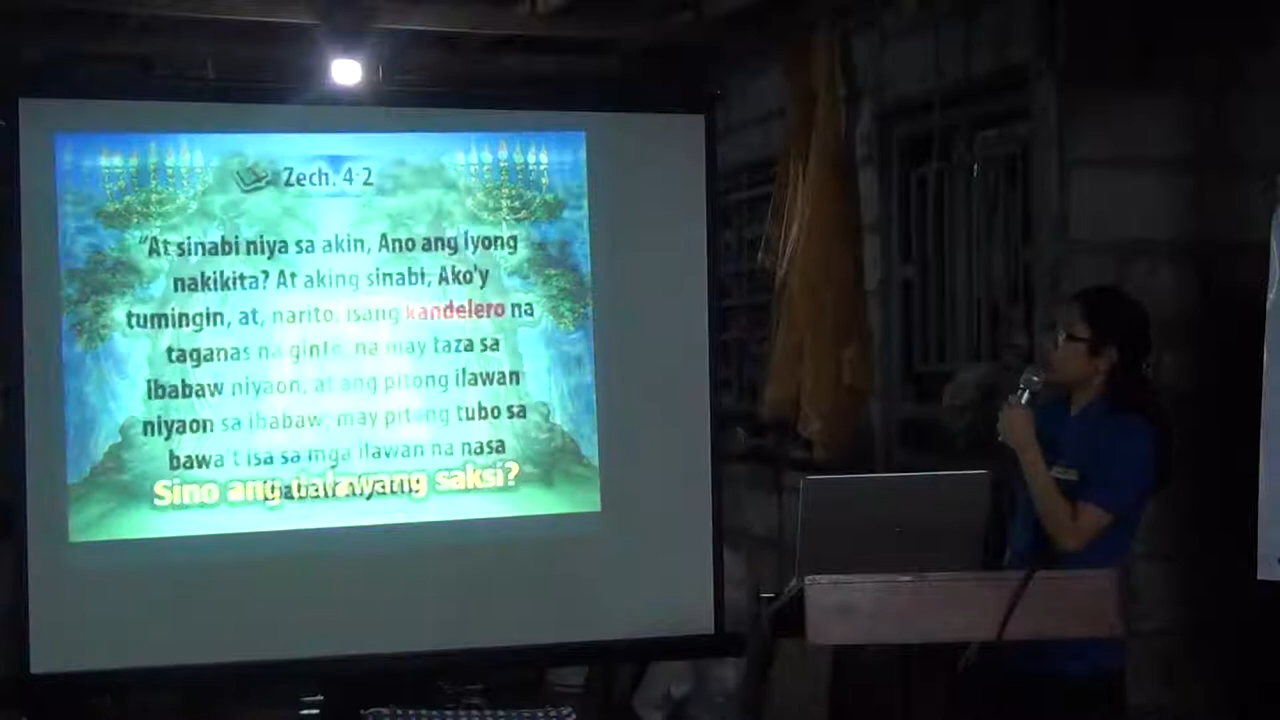 Zech. 4:2
“At sinabi niya sa akin, Ano ang Iyong
nakikita? At aking sinabi, Ako'y
tumingin, at, narito, isang kandelero na
taganas na ginto, na may taza sa
Ibabaw niyaon, at ang pitong ilawan
niyaon sa ibabaw; may pitong tubo sa
bawa't isa sa mga ilawan na nasa
Sino ang dalawang saksi?